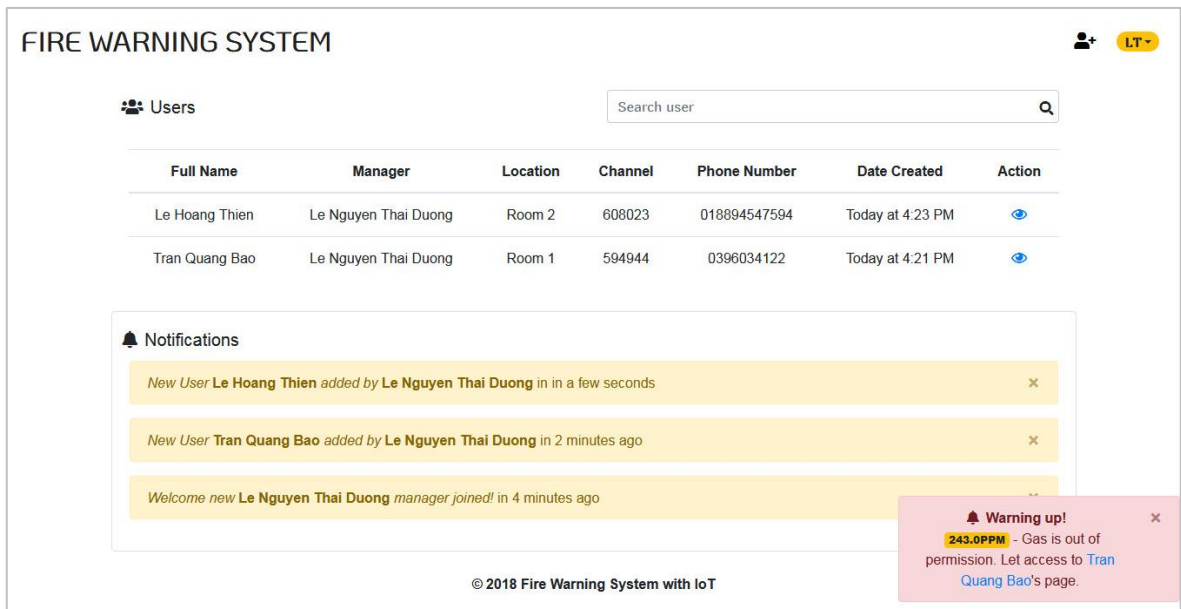 FIRE WARNING SYSTEM
LT
Users
Search user
Full Name Manager Location Channel Phone Number Date Created Action
Le Hoang Thien Le Nguyen Thai Duong Room 2 608023 018894547594 Today at 4:23 PM
Tran Quang Bao Le Nguyen Thai Duong Room 1 594944 0396034122 Today at 4:21 PM
Notifications
New User Le Hoang Thien added by Le Nguyen Thai Duong in in a few seconds ×
New User Tran Quang Bao added by Le Nguyen Thai Duong in 2 minutes ago ×
Welcome new Le Nguyen Thai Duong manager joined! in 4 minutes ago
Warning up! ×
243.0PPM - Gas is out of
permission. Let access to Tran
Quang Bao's page.
© 2018 Fire Warning System with IoT